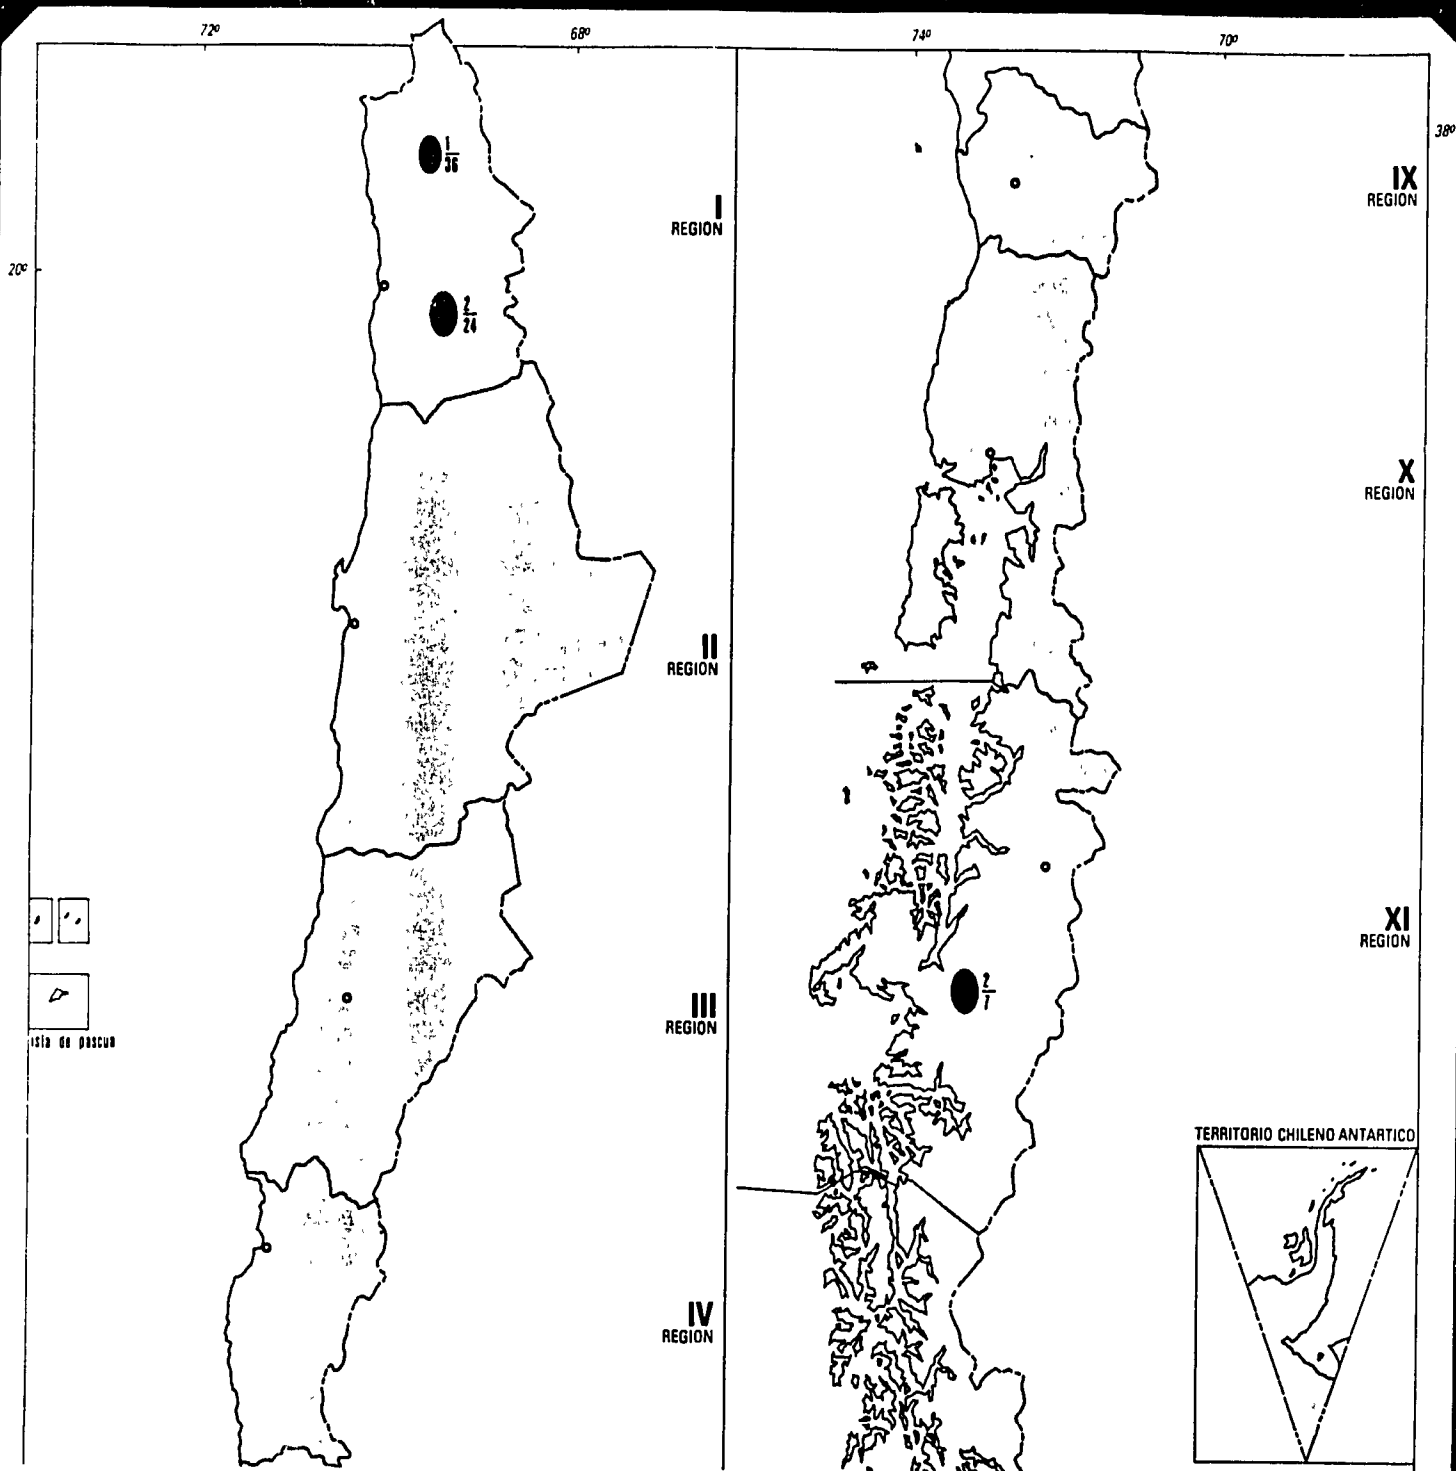 72º
68º
1
36
I
REGION
20º
2
24
II
REGION
III
REGION
isla de pascua
IV
REGION
74º
70º
38º
IX
REGION
X
REGION
XI
REGION
2
7
TERRITORIO CHILENO ANTARTICO